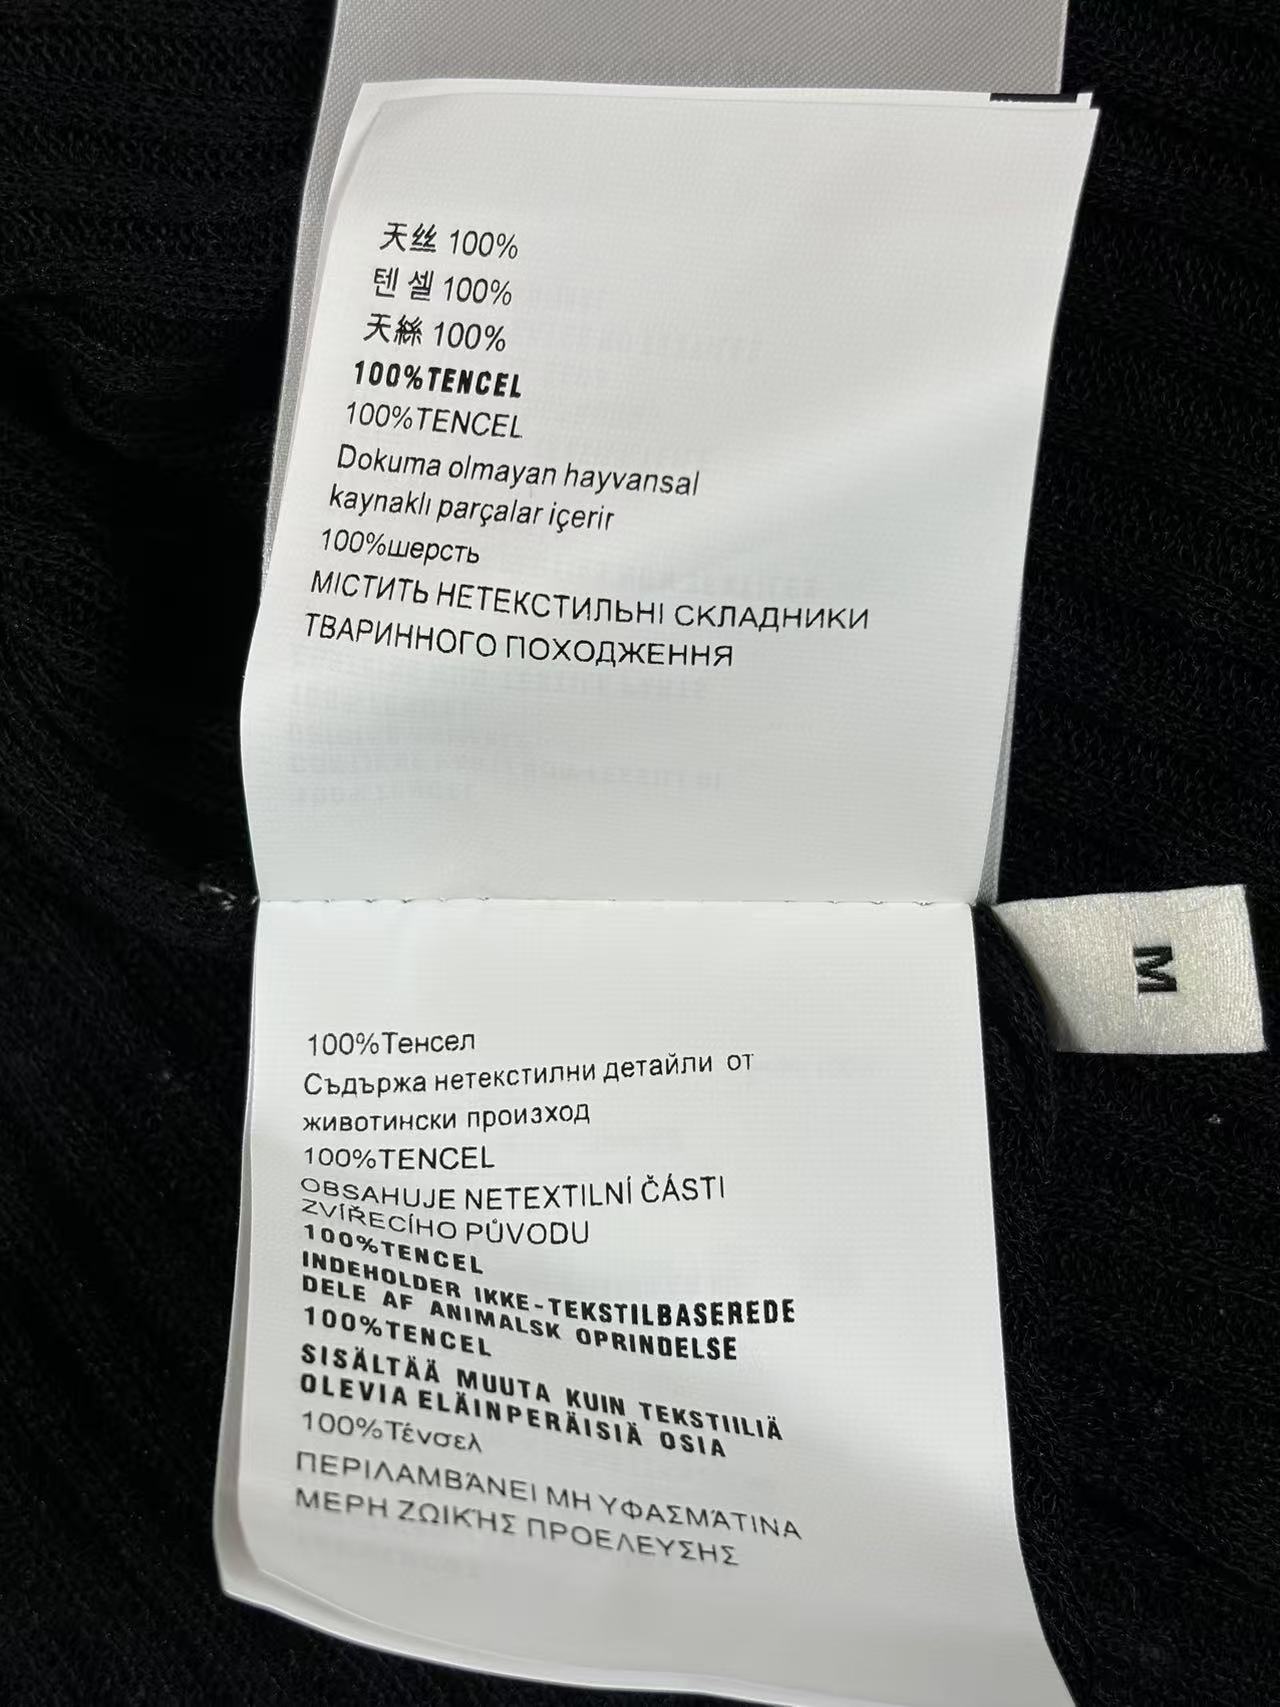 天丝 100%
텐 셀 100%
天絲 100%
100%TENCEL
100%TENCEL
Dokuma olmayan hayvansal
kaynaklı parçalar içerir
100%шерсть
МІСТИТЬ НЕТЕКСТИЛЬНІ СКЛАДНИКИ
ТВАРИННОГО ПОХОДЖЕННЯ
M
100%Тенсел
Съдържа нетекстилни детайли от
животински произход
100%TENCEL
OBSAHUJE NETEXTILNÍ ČÁSTI
ZVÍŘECÍHO PŮVODU
100%TENCEL
INDEHOLDER IKKE-TEKSTILBASEREDE
DELE AF ANIMALSK OPRINDELSE
100%TENCEL
SISÄLTÄÄ MUUTA KUIN TEKSTIILIÄ
OLEVIA ELÄINPERÄISIÄ OSIA
100%Τένσελ
ΠΕΡΙΛΑΜΒΆΝΕΙ ΜΗ ΥΦΑΣΜΆΤΙΝΑ
ΜΕΡΗ ΖΩΙΚΉΣ ΠΡΟΕΛΕΥΣΗΣ